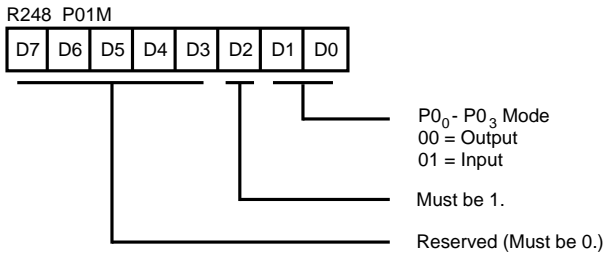 R248 P01M
D7 D6 D5 D4 D3 D2 D1 D0
P0₀- P0₃ Mode
00 = Output
01 = Input
Must be 1.
Reserved (Must be 0.)